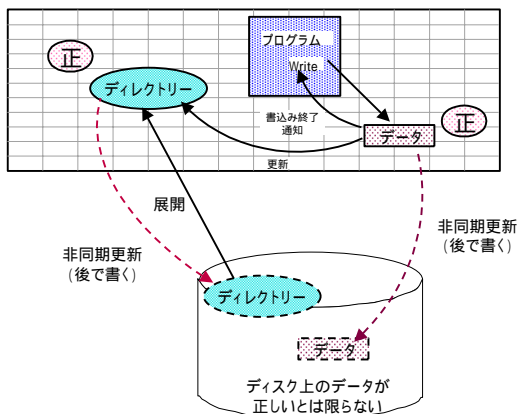 プログラム
Write
正
ディレクトリー
書込み終了
通知
正
データ
更新
展開
非同期更新
(後で書く)
非同期更新
(後で書く)
ディレクトリー
データ
ディスク上のデータが
正しいとは限らない